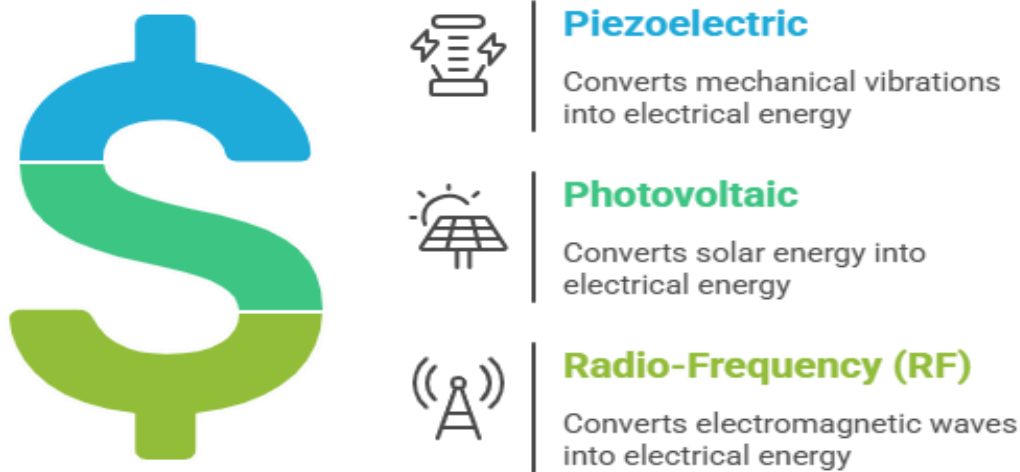 Piezoelectric
Converts mechanical vibrations
into electrical energy
Photovoltaic
Converts solar energy into
electrical energy
Radio-Frequency (RF)
Converts electromagnetic waves
into electrical energy